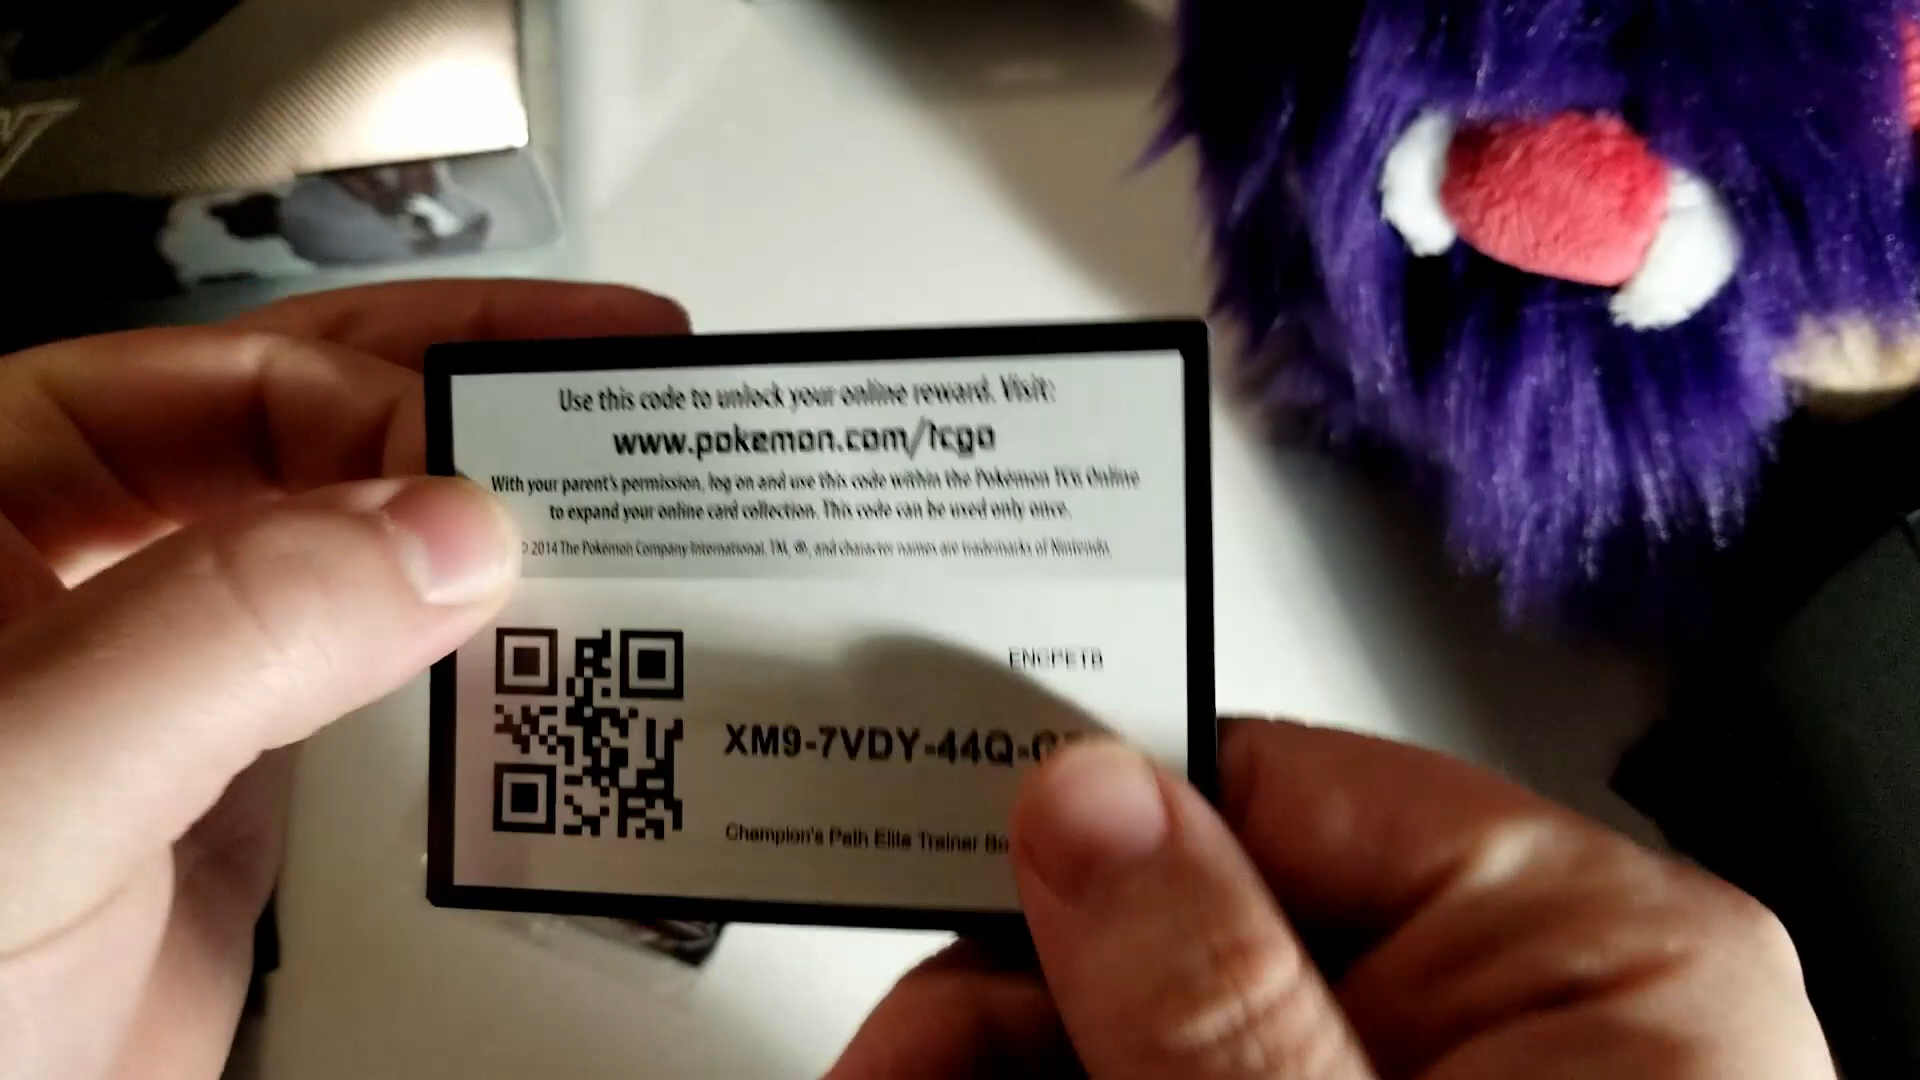 Use this code to unlock your online reward. Visit:
www.pokemon.com/tcgo
With your parent's permission, log on and use this code within the Pokémon TCG Online
to expand your online card collection. This code can be used only once.
© 2014 The Pokémon Company International. TM, ®, and character names are trademarks of Nintendo.
ENCPETB
XM9-7VDY-44Q-
Champion's Path Elite Trainer